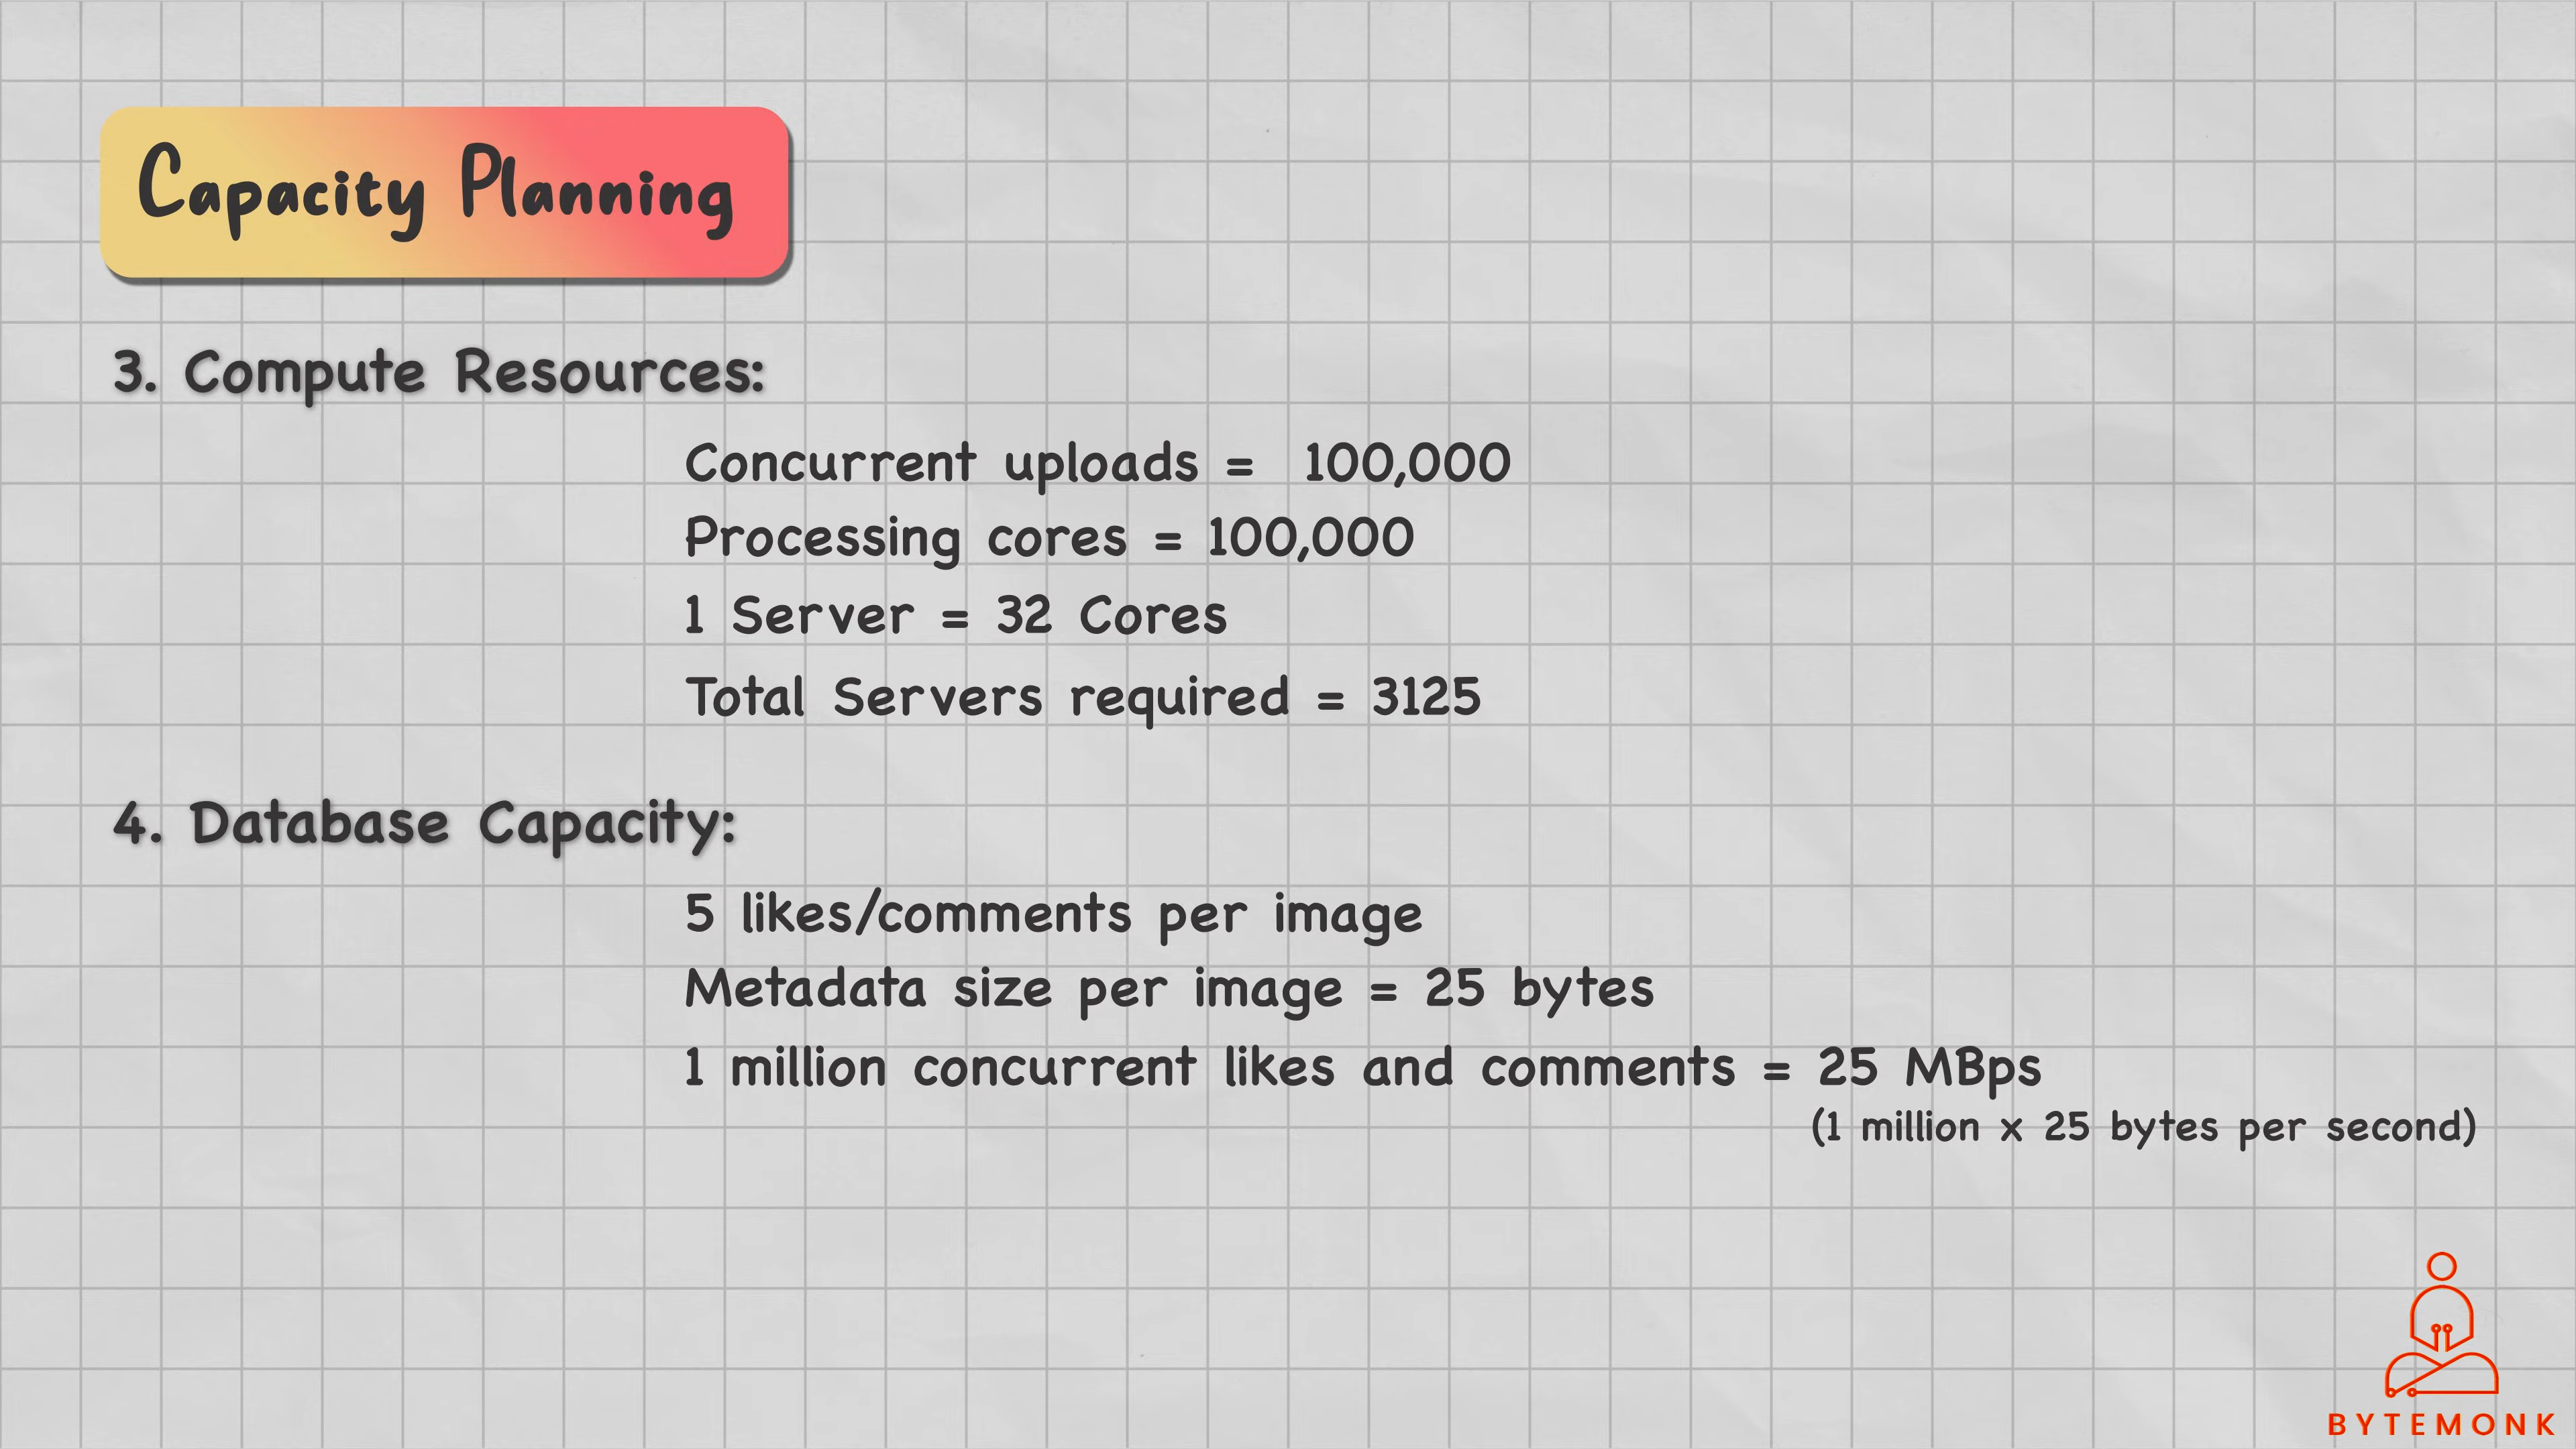 Capacity Planning
3. Compute Resources:
Concurrent uploads = 100,000
Processing cores = 100,000
1 Server = 32 Cores
Total Servers required = 3125
4. Database Capacity:
5 likes/comments per image
Metadata size per image = 25 bytes
1 million concurrent likes and comments = 25 MBps
(1 million x 25 bytes per second)
BYTEMONK